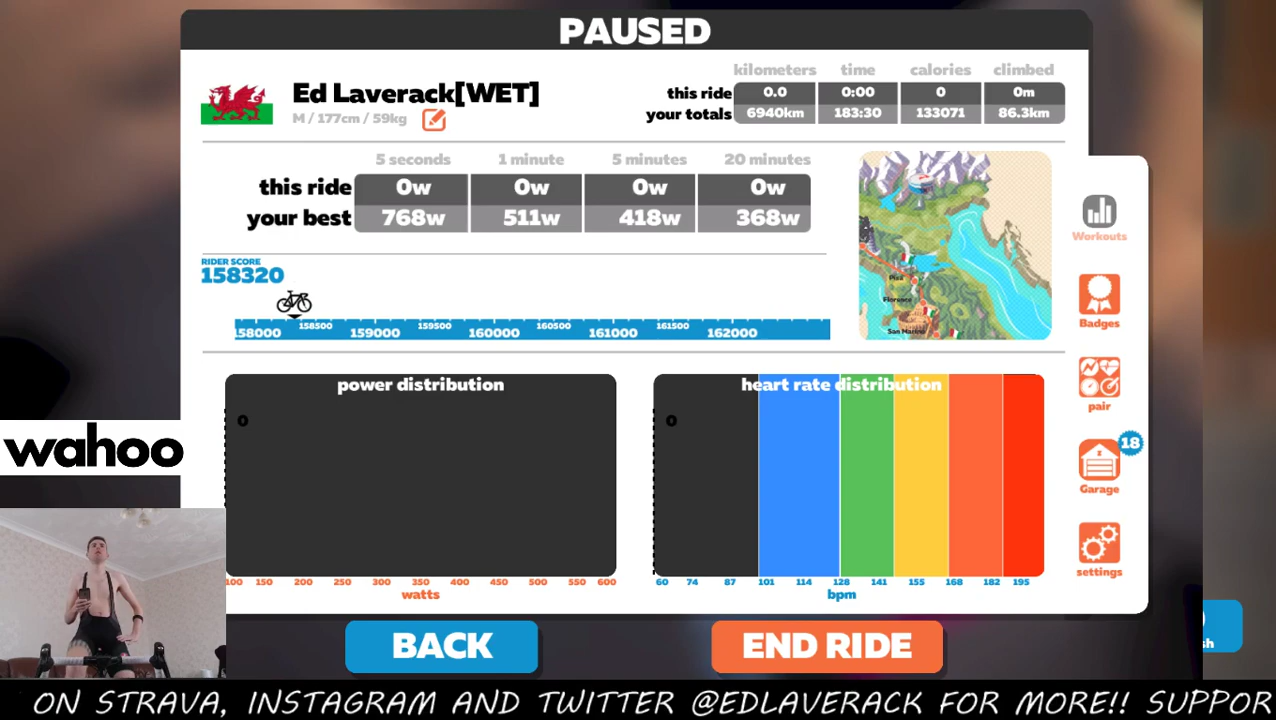 PAUSED
Ed Laverack[WET]
M / 177cm / 59kg
kilometers time calories climbed
this ride 0.0 0:00 0 0m
your totals 6940km 183:30 133071 86.3km
5 seconds 1 minute 5 minutes 20 minutes
this ride 0w 0w 0w 0w
your best 768w 511w 418w 368w
RIDER SCORE
158320
158000 158500 159000 159500 160000 160500 161000 161500 162000
Pisa
Florence
San Marino
Workouts
Badges
pair
18
Garage
settings
power distribution
0
100 150 200 250 300 350 400 450 500 550 600
watts
heart rate distribution
0
60 74 87 101 114 128 141 155 168 182 195
bpm
wahoo
BACK
END RIDE
sh
ON STRAVA, INSTAGRAM AND TWITTER @EDLAVERACK FOR MORE!! SUPPOR